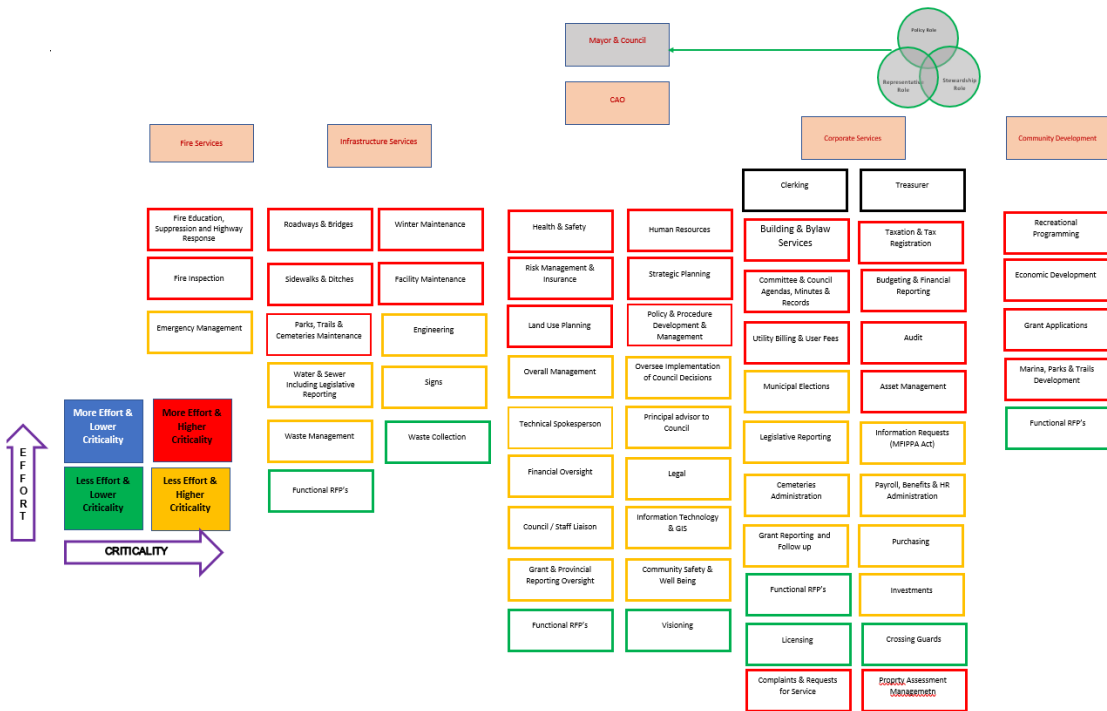 Policy Role
Mayor & Council
Representative
Role
Stewardship
Role
CAO
Fire Services
Infrastructure Services
Corporate Services
Community Development
Clerking
Treasurer
Fire Education,
Suppression and Highway
Response
Roadways & Bridges
Winter Maintenance
Health & Safety
Human Resources
Building & Bylaw
Services
Taxation & Tax
Registration
Recreational
Programming
Fire Inspection
Sidewalks & Ditches
Facility Maintenance
Risk Management &
Insurance
Strategic Planning
Committee & Council
Agendas, Minutes &
Records
Budgeting & Financial
Reporting
Economic Development
Emergency Management
Parks, Trails &
Cemeteries Maintenance
Engineering
Land Use Planning
Policy & Procedure
Development &
Management
Utility Billing & User Fees
Audit
Grant Applications
Water & Sewer
Including Legislative
Reporting
Signs
Overall Management
Oversee Implementation
of Council Decisions
Municipal Elections
Asset Management
Marina, Parks & Trails
Development
Waste Management
Waste Collection
Technical Spokesperson
Principal advisor to
Council
Legislative Reporting
Information Requests
(MFIPPA Act)
Functional RFP's
Functional RFP's
Financial Oversight
Legal
Cemeteries
Administration
Payroll, Benefits & HR
Administration
Council / Staff Liaison
Information Technology
& GIS
Grant Reporting and
Follow up
Purchasing
Grant & Provincial
Reporting Oversight
Community Safety &
Well Being
Functional RFP's
Investments
Functional RFP's
Visioning
Licensing
Crossing Guards
Complaints & Requests
for Service
Proprty Assessment
Managemetn
More Effort &
Lower
Criticality
More Effort &
Higher
Criticality
Less Effort &
Lower
Criticality
Less Effort &
Higher
Criticality
EFFORT
CRITICALITY